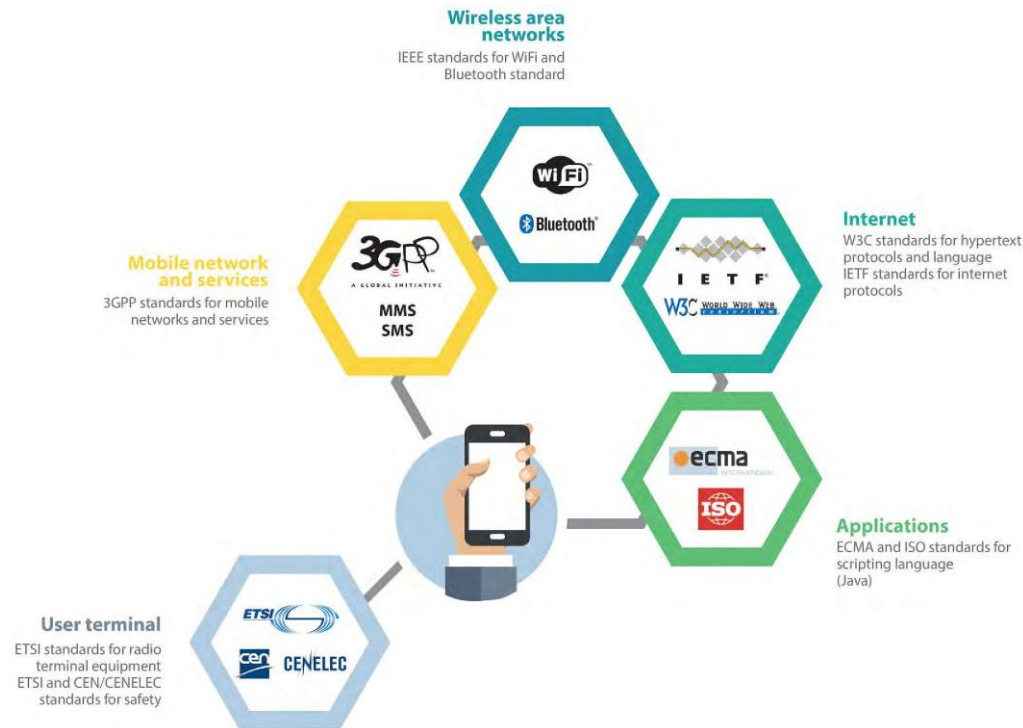 Wireless area
networks
IEEE standards for WiFi and
Bluetooth standard
Wi Fi
Bluetooth®
Internet
W3C standards for hypertext
protocols and language
IETF standards for internet
protocols
I E T F®
W3C WORLD WIDE WEB
consortium
3GPP
A GLOBAL INITIATIVE
MMS
SMS
Mobile network
and services
3GPP standards for mobile
networks and services
ecma
INTERNATIONAL
ISO
Applications
ECMA and ISO standards for
scripting language
(Java)
User terminal
ETSI standards for radio
terminal equipment
ETSI and CEN/CENELEC
standards for safety
ETSI
cen
CENELEC